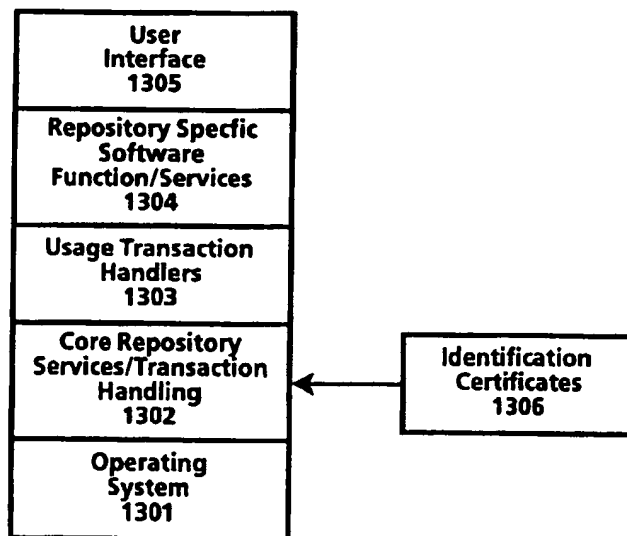 User
Interface
1305
Repository Specfic
Software
Function/Services
1304
Usage Transaction
Handlers
1303
Core Repository
Services/Transaction
Handling
1302
Identification
Certificates
1306
Operating
System
1301